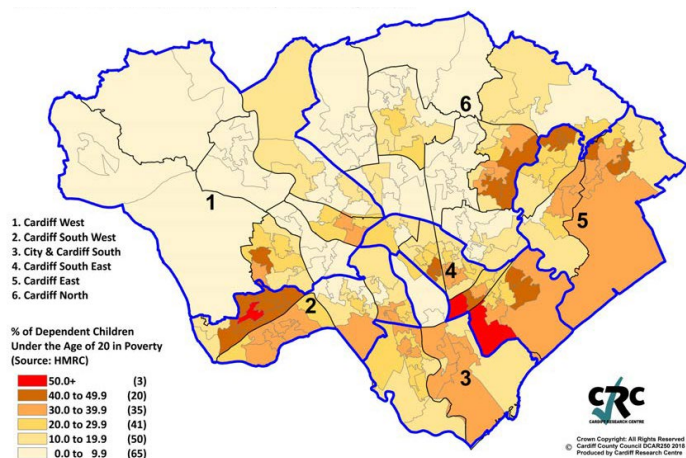 6
1
5
4
2
3
1. Cardiff West
2. Cardiff South West
3. City & Cardiff South
4. Cardiff South East
5. Cardiff East
6. Cardiff North
% of Dependent Children
Under the Age of 20 in Poverty
(Source: HMRC)
50.0+ (3)
40.0 to 49.9 (20)
30.0 to 39.9 (35)
20.0 to 29.9 (41)
10.0 to 19.9 (50)
0.0 to 9.9 (65)
CRC
CARDIFF RESEARCH CENTRE
Crown Copyright: All Rights Reserved
© Cardiff County Council DCAR250 2016
Produced by Cardiff Research Centre